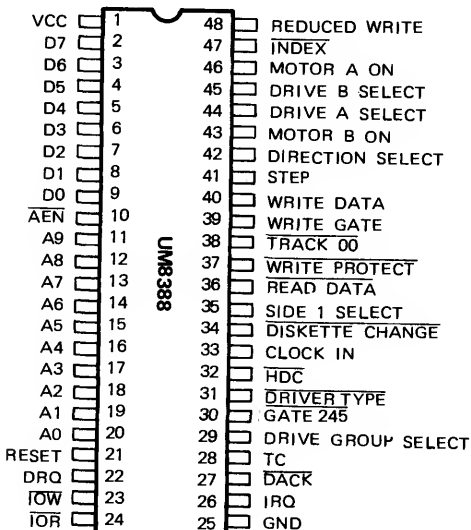 VCC 1 48 REDUCED WRITE
D7 2 47 INDEX
D6 3 46 MOTOR A ON
D5 4 45 DRIVE B SELECT
D4 5 44 DRIVE A SELECT
D3 6 43 MOTOR B ON
D2 7 42 DIRECTION SELECT
D1 8 41 STEP
D0 9 40 WRITE DATA
AEN 10 39 WRITE GATE
A9 11 38 TRACK 00
A8 12 37 WRITE PROTECT
A7 13 36 READ DATA
A6 14 35 SIDE 1 SELECT
A5 15 34 DISKETTE CHANGE
A4 16 33 CLOCK IN
A3 17 32 HDC
A2 18 31 DRIVER TYPE
A1 19 30 GATE 245
A0 20 29 DRIVE GROUP SELECT
RESET 21 28 TC
DRQ 22 27 DACK
IOW 23 26 IRQ
IOR 24 25 GND
UM8388